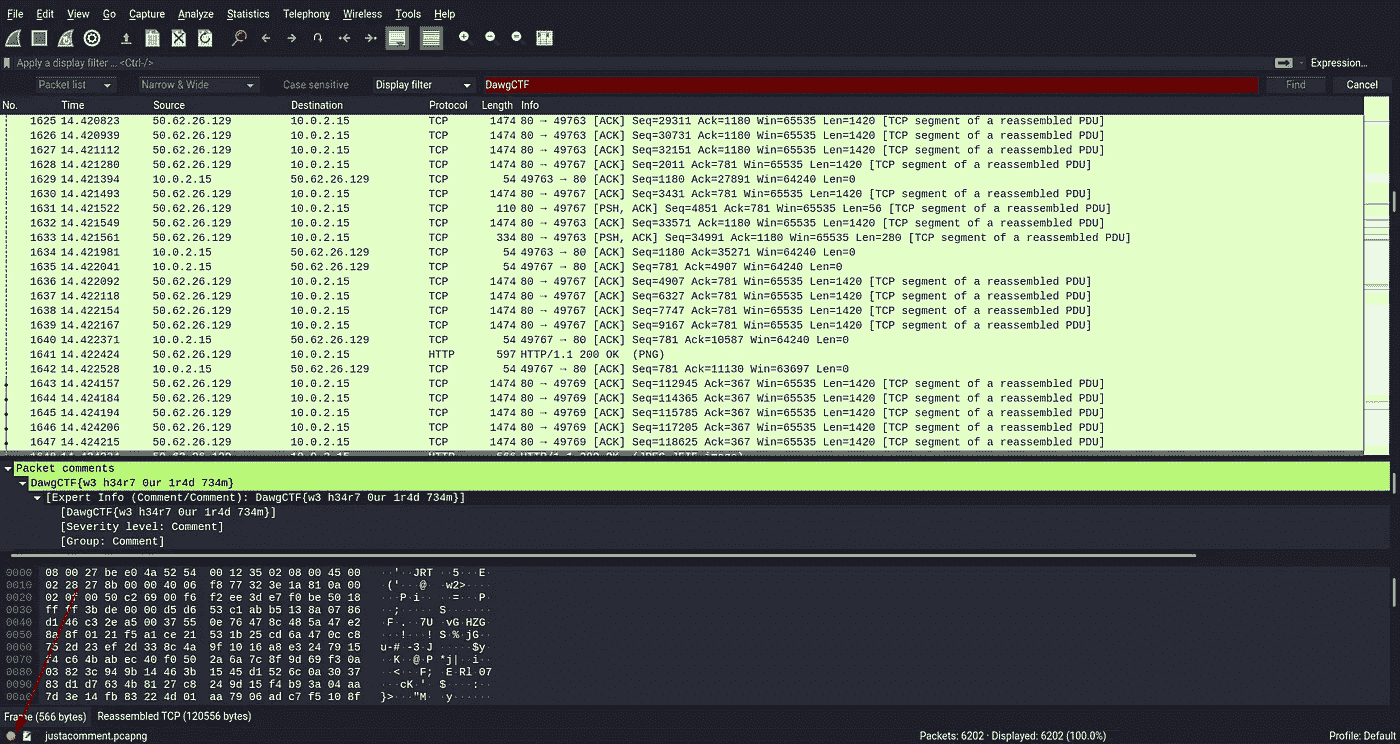 File Edit View Go Capture Analyze Statistics Telephony Wireless Tools Help
Apply a display filter ... <Ctrl-/> Expression...
Packet list Narrow & Wide Case sensitive Display filter DawgCTF Find Cancel
No. Time Source Destination Protocol Length Info
1625 14.420823 50.62.26.129 10.0.2.15 TCP 1474 80 → 49763 [ACK] Seq=29311 Ack=1180 Win=65535 Len=1420 [TCP segment of a reassembled PDU]
1626 14.420939 50.62.26.129 10.0.2.15 TCP 1474 80 → 49763 [ACK] Seq=30731 Ack=1180 Win=65535 Len=1420 [TCP segment of a reassembled PDU]
1627 14.421112 50.62.26.129 10.0.2.15 TCP 1474 80 → 49763 [ACK] Seq=32151 Ack=1180 Win=65535 Len=1420 [TCP segment of a reassembled PDU]
1628 14.421280 50.62.26.129 10.0.2.15 TCP 1474 80 → 49767 [ACK] Seq=2011 Ack=781 Win=65535 Len=1420 [TCP segment of a reassembled PDU]
1629 14.421394 10.0.2.15 50.62.26.129 TCP 54 49763 → 80 [ACK] Seq=1180 Ack=27891 Win=64240 Len=0
1630 14.421493 50.62.26.129 10.0.2.15 TCP 1474 80 → 49767 [ACK] Seq=3431 Ack=781 Win=65535 Len=1420 [TCP segment of a reassembled PDU]
1631 14.421522 50.62.26.129 10.0.2.15 TCP 110 80 → 49767 [PSH, ACK] Seq=4851 Ack=781 Win=65535 Len=56 [TCP segment of a reassembled PDU]
1632 14.421549 50.62.26.129 10.0.2.15 TCP 1474 80 → 49763 [ACK] Seq=33571 Ack=1180 Win=65535 Len=1420 [TCP segment of a reassembled PDU]
1633 14.421561 50.62.26.129 10.0.2.15 TCP 334 80 → 49763 [PSH, ACK] Seq=34991 Ack=1180 Win=65535 Len=280 [TCP segment of a reassembled PDU]
1634 14.421981 10.0.2.15 50.62.26.129 TCP 54 49763 → 80 [ACK] Seq=1180 Ack=35271 Win=64240 Len=0
1635 14.422041 10.0.2.15 50.62.26.129 TCP 54 49767 → 80 [ACK] Seq=781 Ack=4907 Win=64240 Len=0
1636 14.422092 50.62.26.129 10.0.2.15 TCP 1474 80 → 49767 [ACK] Seq=4907 Ack=781 Win=65535 Len=1420 [TCP segment of a reassembled PDU]
1637 14.422118 50.62.26.129 10.0.2.15 TCP 1474 80 → 49767 [ACK] Seq=6327 Ack=781 Win=65535 Len=1420 [TCP segment of a reassembled PDU]
1638 14.422154 50.62.26.129 10.0.2.15 TCP 1474 80 → 49767 [ACK] Seq=7747 Ack=781 Win=65535 Len=1420 [TCP segment of a reassembled PDU]
1639 14.422167 50.62.26.129 10.0.2.15 TCP 1474 80 → 49767 [ACK] Seq=9167 Ack=781 Win=65535 Len=1420 [TCP segment of a reassembled PDU]
1640 14.422371 10.0.2.15 50.62.26.129 TCP 54 49767 → 80 [ACK] Seq=781 Ack=10587 Win=64240 Len=0
1641 14.422424 50.62.26.129 10.0.2.15 HTTP 597 HTTP/1.1 200 OK (PNG)
1642 14.422528 10.0.2.15 50.62.26.129 TCP 54 49767 → 80 [ACK] Seq=781 Ack=11130 Win=63697 Len=0
1643 14.424157 50.62.26.129 10.0.2.15 TCP 1474 80 → 49769 [ACK] Seq=112945 Ack=367 Win=65535 Len=1420 [TCP segment of a reassembled PDU]
1644 14.424184 50.62.26.129 10.0.2.15 TCP 1474 80 → 49769 [ACK] Seq=114365 Ack=367 Win=65535 Len=1420 [TCP segment of a reassembled PDU]
1645 14.424194 50.62.26.129 10.0.2.15 TCP 1474 80 → 49769 [ACK] Seq=115785 Ack=367 Win=65535 Len=1420 [TCP segment of a reassembled PDU]
1646 14.424206 50.62.26.129 10.0.2.15 TCP 1474 80 → 49769 [ACK] Seq=117205 Ack=367 Win=65535 Len=1420 [TCP segment of a reassembled PDU]
1647 14.424215 50.62.26.129 10.0.2.15 TCP 1474 80 → 49769 [ACK] Seq=118625 Ack=367 Win=65535 Len=1420 [TCP segment of a reassembled PDU]
Packet comments
DawgCTF{w3 h34r7 0ur 1r4d 734m}
[Expert Info (Comment/Comment): DawgCTF{w3 h34r7 0ur 1r4d 734m}]
[DawgCTF{w3 h34r7 0ur 1r4d 734m}]
[Severity level: Comment]
[Group: Comment]
0000 08 00 27 be e0 4a 52 54 00 12 35 02 08 00 45 00 ··'··JRT··5···E·
0010 02 28 27 8b 00 00 40 06 f8 77 32 3e 1a 81 0a 00 ·('···@··w2>····
0020 02 0f 00 50 c2 69 00 f6 f2 ee 3d e7 f0 be 50 18 ···P·i····=···P·
0030 ff ff 3b de 00 00 d5 d6 53 c1 ab b5 13 8a 07 86 ··;·····S·······
0040 d1 46 c3 2e a5 00 37 55 0e 76 47 8c 48 5a 47 e2 ·F·.··7U·vG·HZG·
0050 8a 8f 01 21 f5 a1 ce 21 53 1b 25 cd 6a 47 0c c8 ···!···!S·%·jG··
0060 75 2d 23 ef 2d 33 8c 4a 9f 10 16 a8 e3 24 79 15 u-#·-3·J·····$y·
0070 f4 c6 4b ab ec 40 f0 50 2a 6a 7c 8f 9d 69 f3 0a ··K··@·P*j|··i··
0080 03 82 3c 94 9b 14 46 3b 15 45 d1 52 6c 0a 30 37 ··<···F;·E·Rl·07
0090 83 d1 d7 63 4b 81 27 c8 24 9d 15 f4 b9 3a 04 aa ···cK·'·$····:··
00a0 7d 3e 14 fb 83 22 4d 01 aa 79 06 ad c7 f5 10 8f }>···"M··y······
Frame (566 bytes) Reassembled TCP (120556 bytes)
justacomment.pcapng Packets: 6202 · Displayed: 6202 (100.0%) Profile: Default